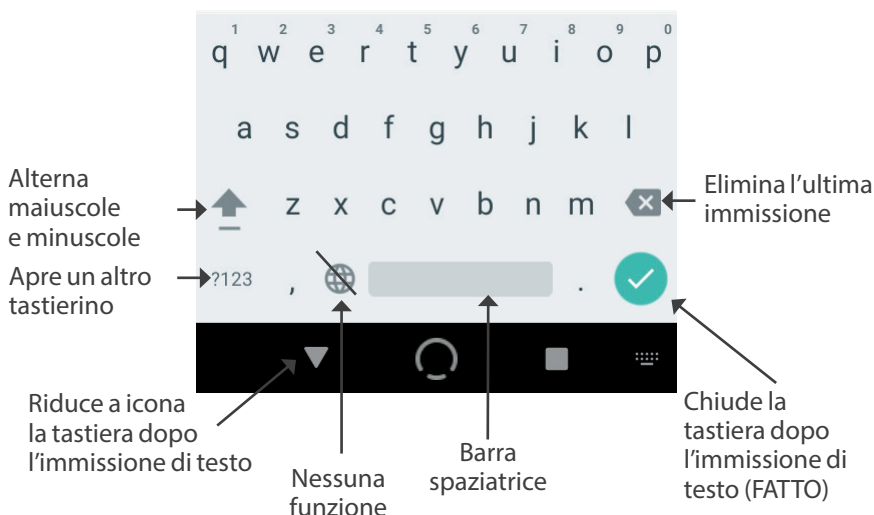 1 2 3 4 5 6 7 8 9 0
q w e r t y u i o p
a s d f g h j k l
Alterna
maiuscole
e minuscole
z x c v b n m
Elimina l'ultima
immissione
Apre un altro
tastierino
?123 , .
Riduce a icona
la tastiera dopo
l'immissione di testo
Nessuna
funzione
Barra
spaziatrice
Chiude la
tastiera dopo
l'immissione di
testo (FATTO)